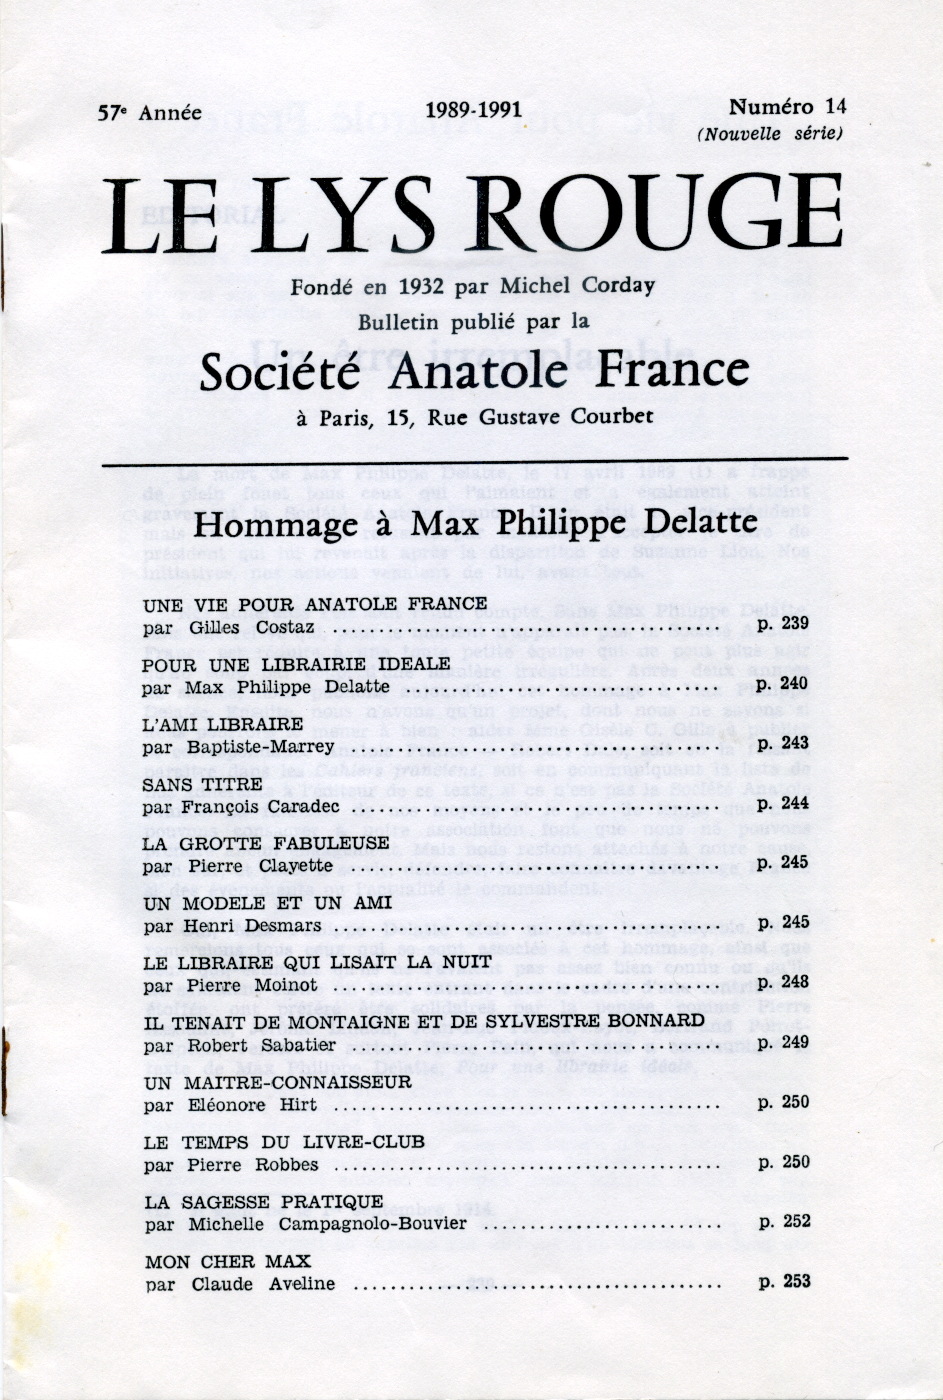 57e Année 1989-1991 Numéro 14
(Nouvelle série)
LE LYS ROUGE
Fondé en 1932 par Michel Corday
Bulletin publié par la
Société Anatole France
à Paris, 15, Rue Gustave Courbet
Hommage à Max Philippe Delatte
UNE VIE POUR ANATOLE FRANCE
par Gilles Costaz .......................................... p. 239
POUR UNE LIBRAIRIE IDEALE
par Max Philippe Delatte .......................... p. 240
L'AMI LIBRAIRE
par Baptiste-Marrey .................................... p. 243
SANS TITRE
par François Caradec .................................... p. 244
LA GROTTE FABULEUSE
par Pierre Clayette ...................................... p. 245
UN MODELE ET UN AMI
par Henri Desmars ........................................ p. 245
LE LIBRAIRE QUI LISAIT LA NUIT
par Pierre Moinot ........................................ p. 248
IL TENAIT DE MONTAIGNE ET DE SYLVESTRE BONNARD
par Robert Sabatier ...................................... p. 249
UN MAITRE-CONNAISSEUR
par Eléonore Hirt ........................................ p. 250
LE TEMPS DU LIVRE-CLUB
par Pierre Robbes ........................................ p. 250
LA SAGESSE PRATIQUE
par Michelle Campagnolo-Bouvier ........................ p. 252
MON CHER MAX
par Claude Aveline ...................................... p. 253